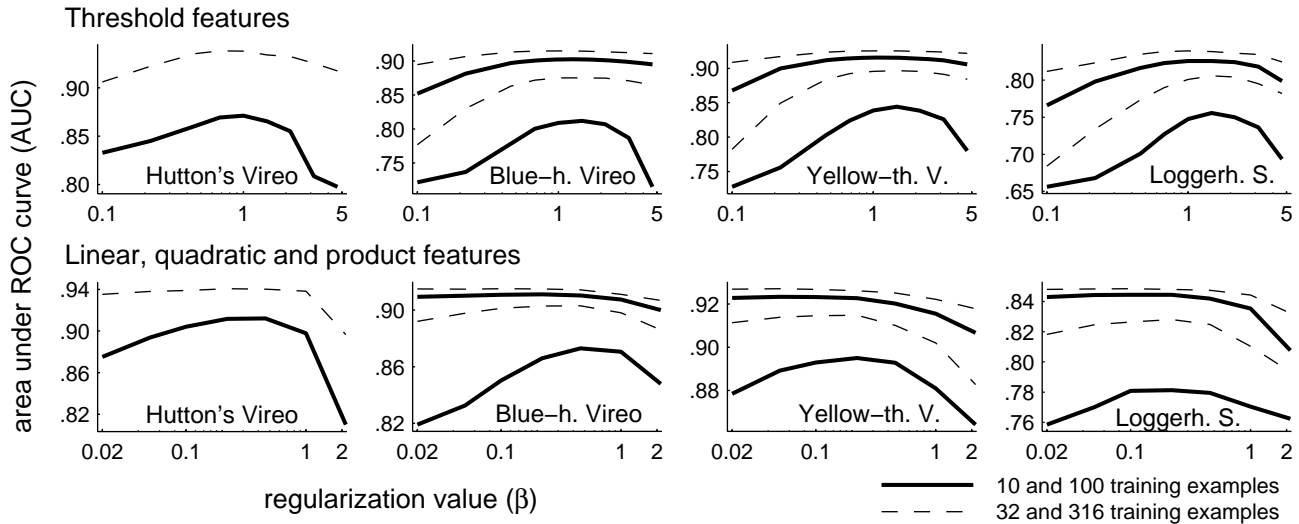 Threshold features
area under ROC curve (AUC)
.90
.85
.80
Hutton's Vireo
0.1 1 5
.90
.85
.80
.75
Blue−h. Vireo
0.1 1 5
.90
.85
.80
.75
Yellow−th. V.
0.1 1 5
.80
.75
.70
.65
Loggerh. S.
0.1 1 5
Linear, quadratic and product features
.94
.90
.86
.82
Hutton's Vireo
0.02 0.1 1 2
.90
.86
.82
Blue−h. Vireo
0.02 0.1 1 2
.92
.90
.88
Yellow−th. V.
0.02 0.1 1 2
.84
.82
.80
.78
.76
Loggerh. S.
0.02 0.1 1 2
regularization value (β)
10 and 100 training examples
32 and 316 training examples